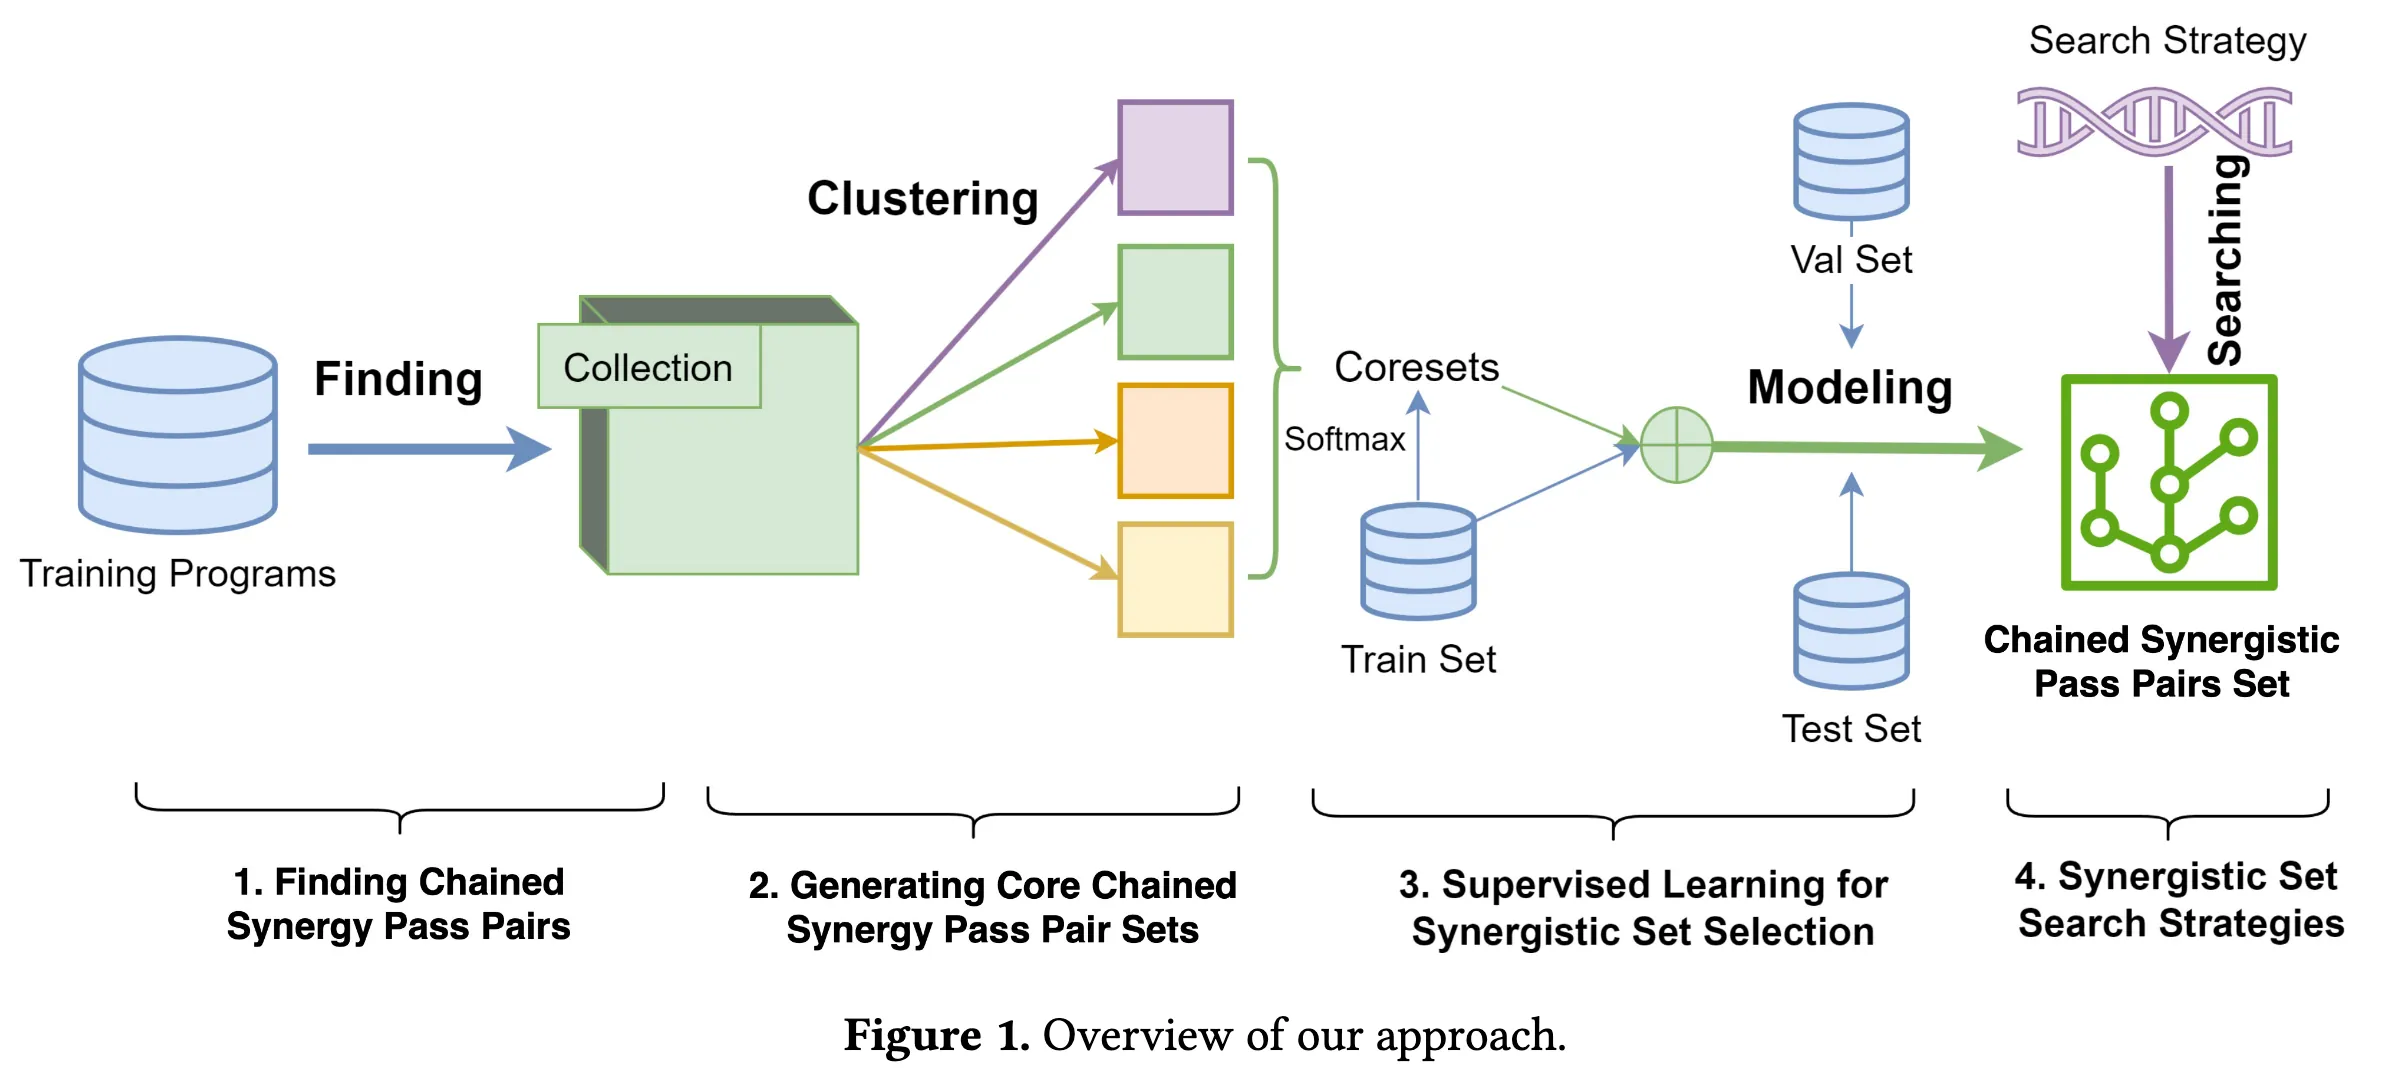 Search Strategy
Searching
Clustering
Val Set
Finding
Collection
Coresets
Modeling
Softmax
Training Programs
Train Set
Test Set
Chained Synergistic
Pass Pairs Set
1. Finding Chained
Synergy Pass Pairs
2. Generating Core Chained
Synergy Pass Pair Sets
3. Supervised Learning for
Synergistic Set Selection
4. Synergistic Set
Search Strategies
Figure 1. Overview of our approach.